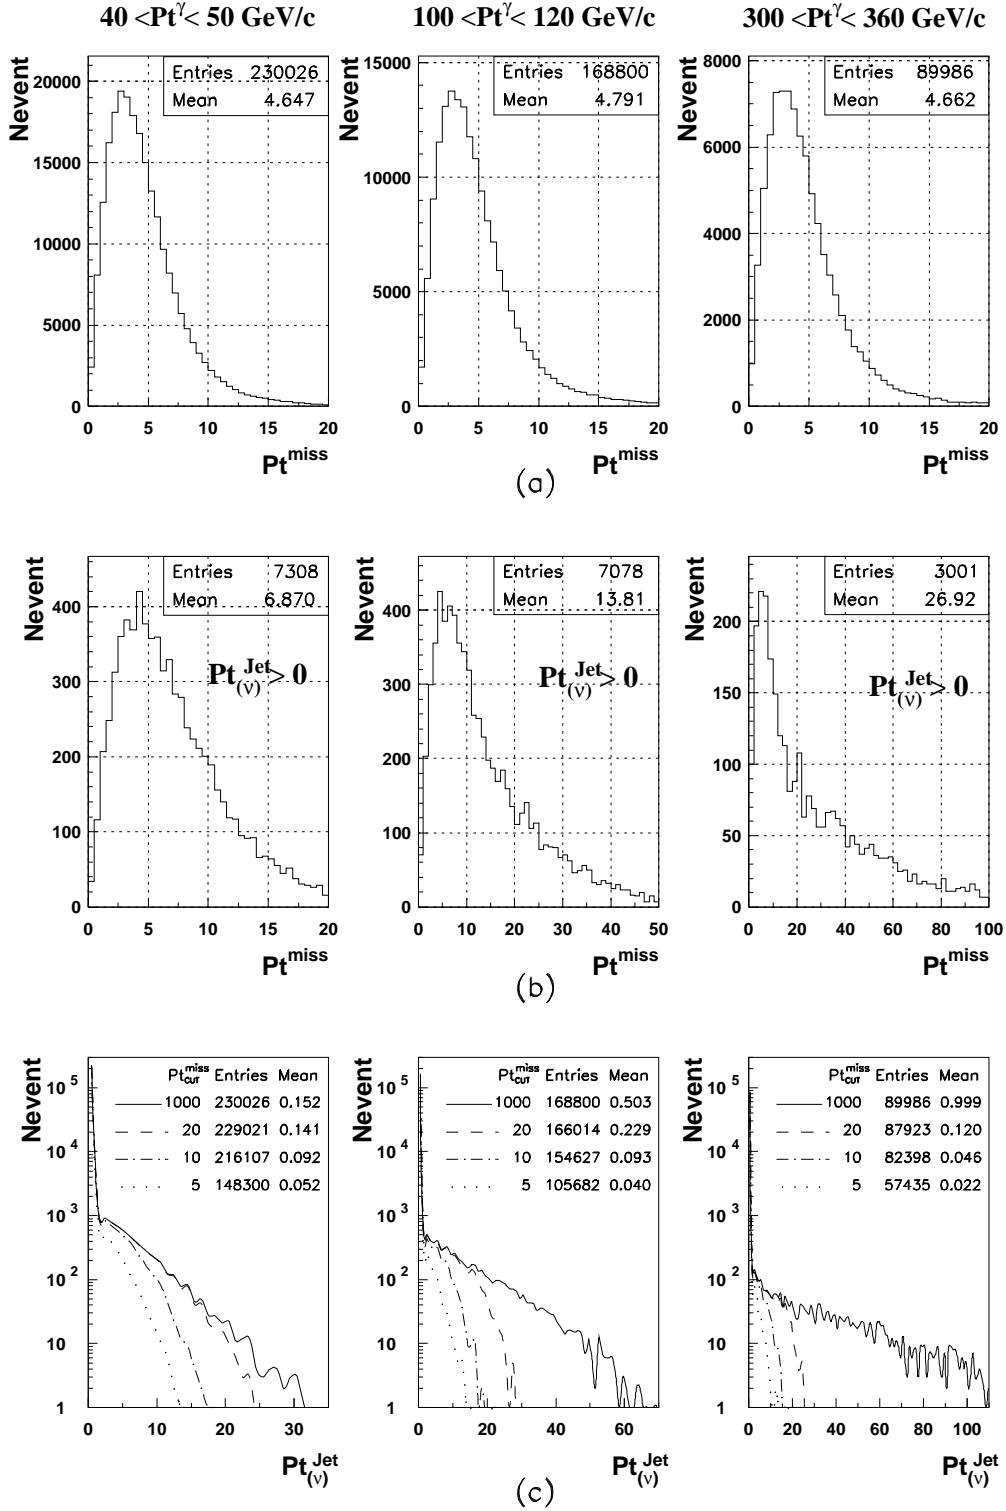 40 <Pt^γ< 50 GeV/c
100 <Pt^γ< 120 GeV/c
300 <Pt^γ< 360 GeV/c
Nevent
20000
15000
10000
5000
0
Entries 230026
Mean 4.647
0 5 10 15 20
Pt^miss
Nevent
15000
10000
5000
0
Entries 168800
Mean 4.791
0 5 10 15 20
Pt^miss
Nevent
8000
6000
4000
2000
0
Entries 89986
Mean 4.662
0 5 10 15 20
Pt^miss
(a)
Nevent
400
300
200
100
0
Entries 7308
Mean 6.870
Pt_(ν)^Jet > 0
0 5 10 15 20
Pt^miss
Nevent
400
300
200
100
0
Entries 7078
Mean 13.81
Pt_(ν)^Jet > 0
0 10 20 30 40 50
Pt^miss
Nevent
200
150
100
50
0
Entries 3001
Mean 26.92
Pt_(ν)^Jet > 0
0 20 40 60 80 100
Pt^miss
(b)
Nevent
10^5
10^4
10^3
10^2
10
1
Pt_CUT^miss Entries Mean
1000 230026 0.152
20 229021 0.141
10 216107 0.092
5 148300 0.052
0 10 20 30
Pt_(ν)^Jet
Nevent
10^5
10^4
10^3
10^2
10
1
Pt_CUT^miss Entries Mean
1000 168800 0.503
20 166014 0.229
10 154627 0.093
5 105682 0.040
0 20 40 60
Pt_(ν)^Jet
Nevent
10^5
10^4
10^3
10^2
10
1
Pt_CUT^miss Entries Mean
1000 89986 0.999
20 87923 0.120
10 82398 0.046
5 57435 0.022
0 20 40 60 80 100
Pt_(ν)^Jet
(c)